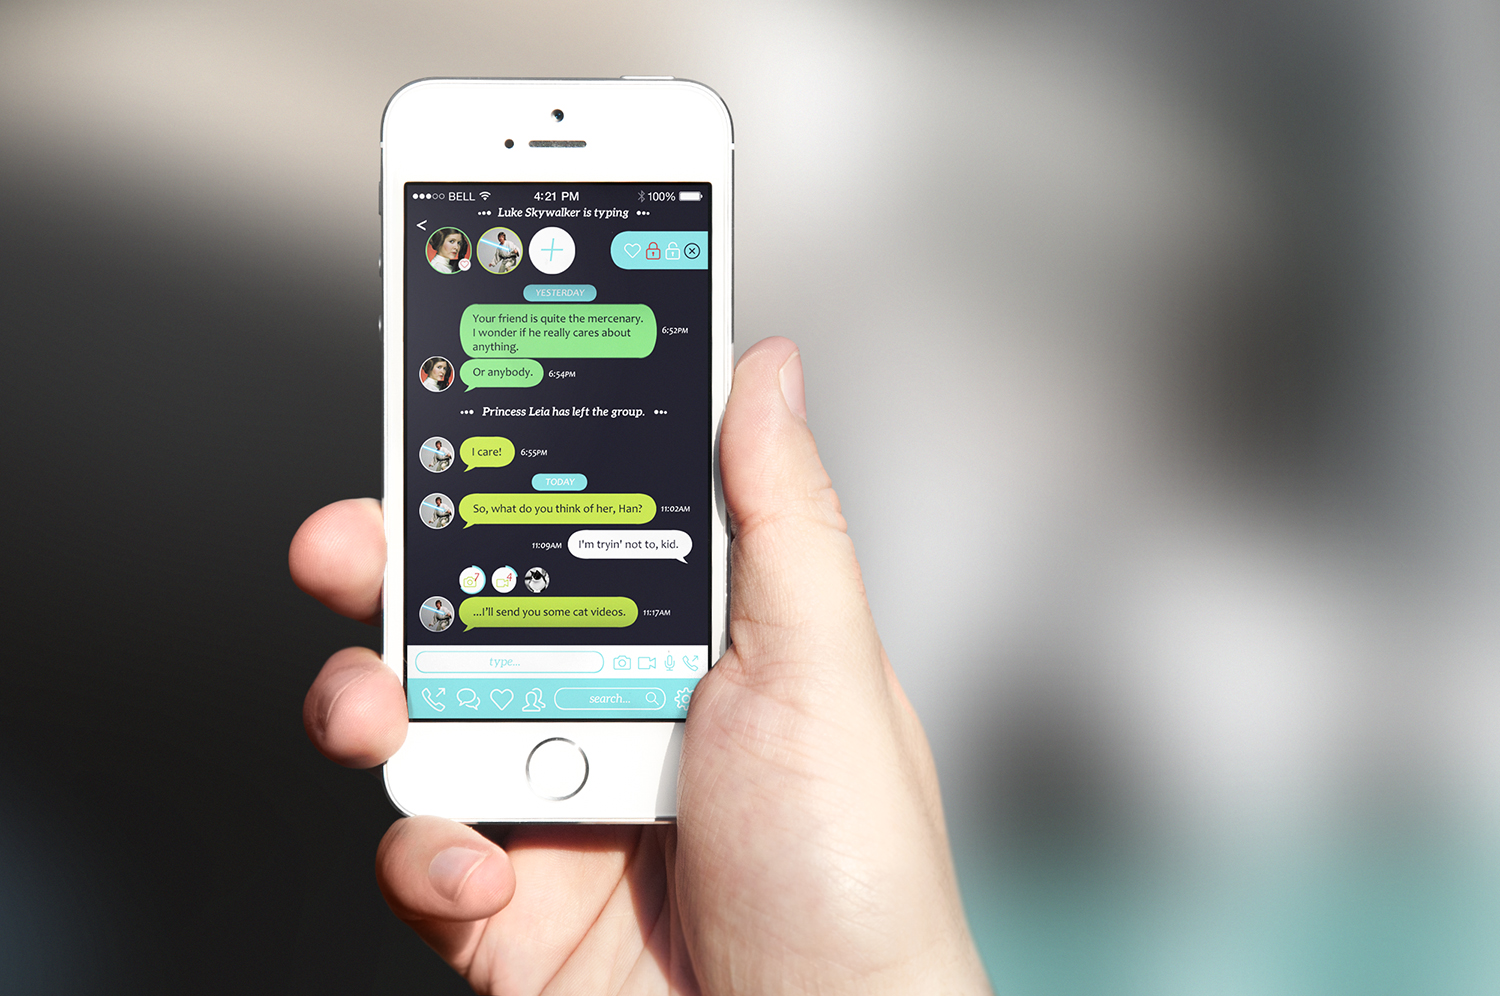 BELL 4:21 PM 100%
Luke Skywalker is typing
<
YESTERDAY
Your friend is quite the mercenary.
I wonder if he really cares about
anything.
6:52PM
Or anybody. 6:54PM
Princess Leia has left the group.
I care! 6:55PM
TODAY
So, what do you think of her, Han? 11:02AM
11:09AM I'm tryin' not to, kid.
7 4
...I'll send you some cat videos. 11:17AM
type...
search...